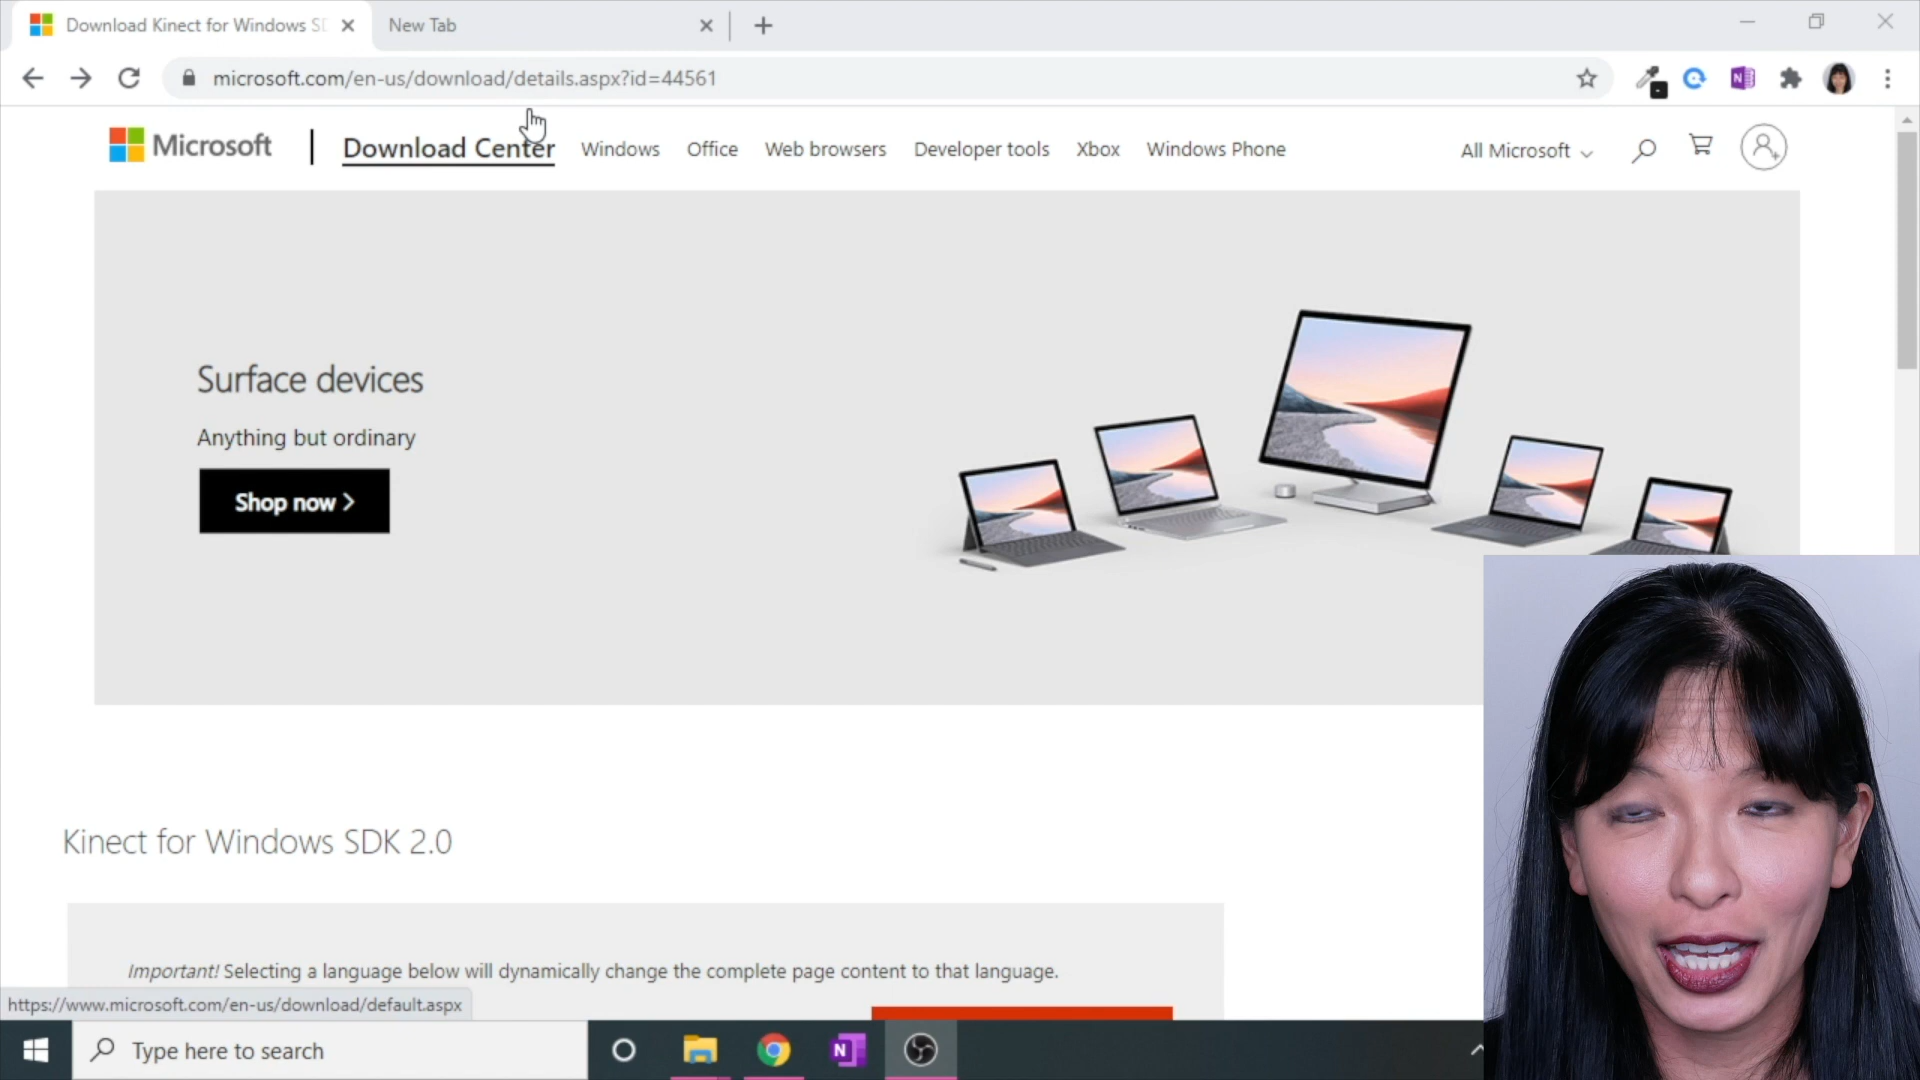 Download Kinect for Windows SD
New Tab
microsoft.com/en-us/download/details.aspx?id=44561
Microsoft
Download Center
Windows
Office
Web browsers
Developer tools
Xbox
Windows Phone
All Microsoft
Surface devices
Anything but ordinary
Shop now >
Kinect for Windows SDK 2.0
Important! Selecting a language below will dynamically change the complete page content to that language.
https://www.microsoft.com/en-us/download/default.aspx
Type here to search